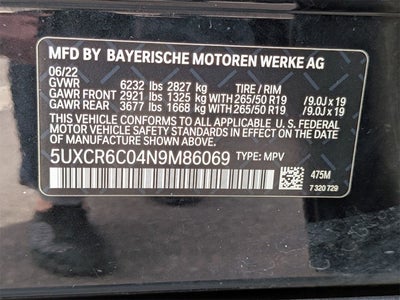 MFD BY BAYERISCHE MOTOREN WERKE AG
06/22
GVWR 6232 lbs 2827 kg TIRE / RIM
GAWR FRONT 2921 lbs 1325 kg WITH 265/50 R19 /9.0J x 19
GAWR REAR 3677 lbs 1668 kg WITH 265/50 R19 /9.0J x 19
THIS VEHICLE CONFORMS TO ALL APPLICABLE U.S. FEDERAL
MOTOR VEHICLE SAFETY STANDARDS IN EFFECT ON THE DATE
OF MANUFACTURE SHOWN ABOVE.
5UXCR6C04N9M86069 TYPE: MPV
475M
7 320 729